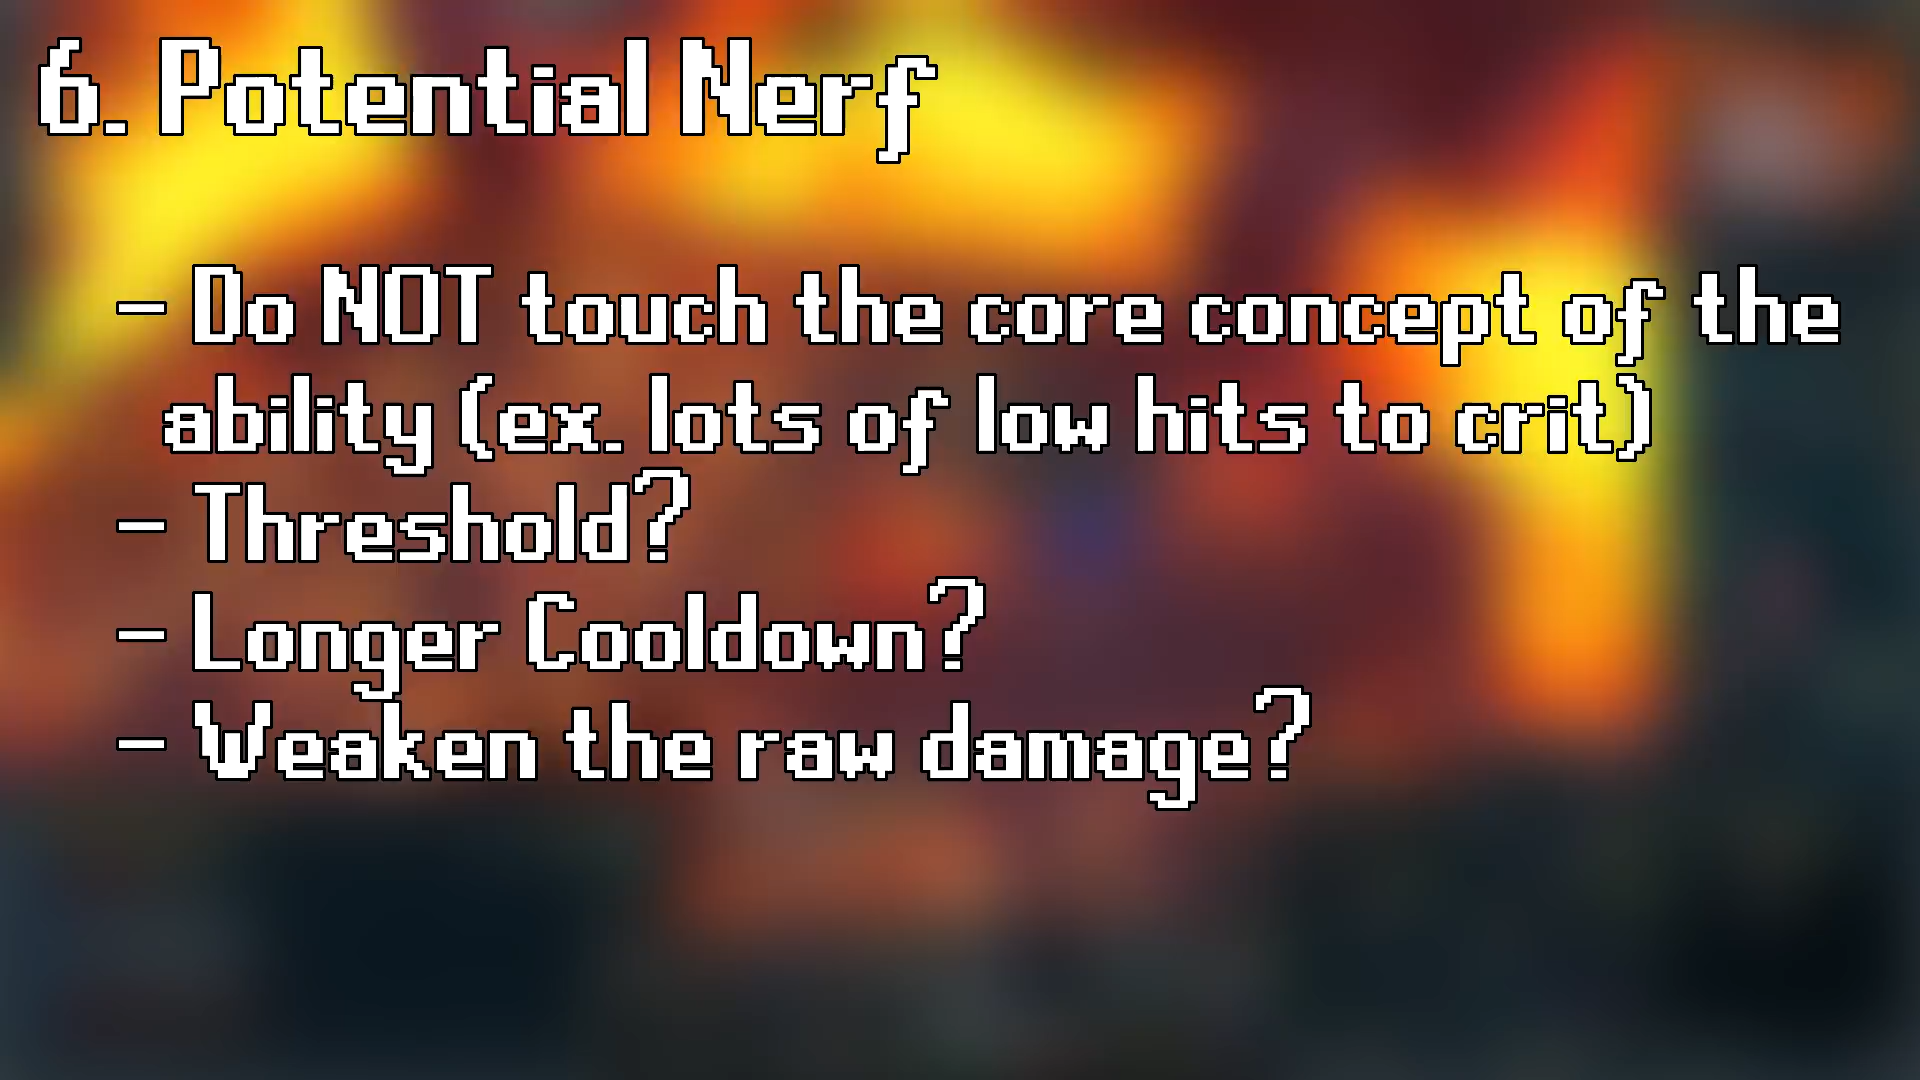 6. Potential Nerf
- Do NOT touch the core concept of the
ability (ex. lots of low hits to crit)
- Threshold?
- Longer Cooldown?
- Weaken the raw damage?